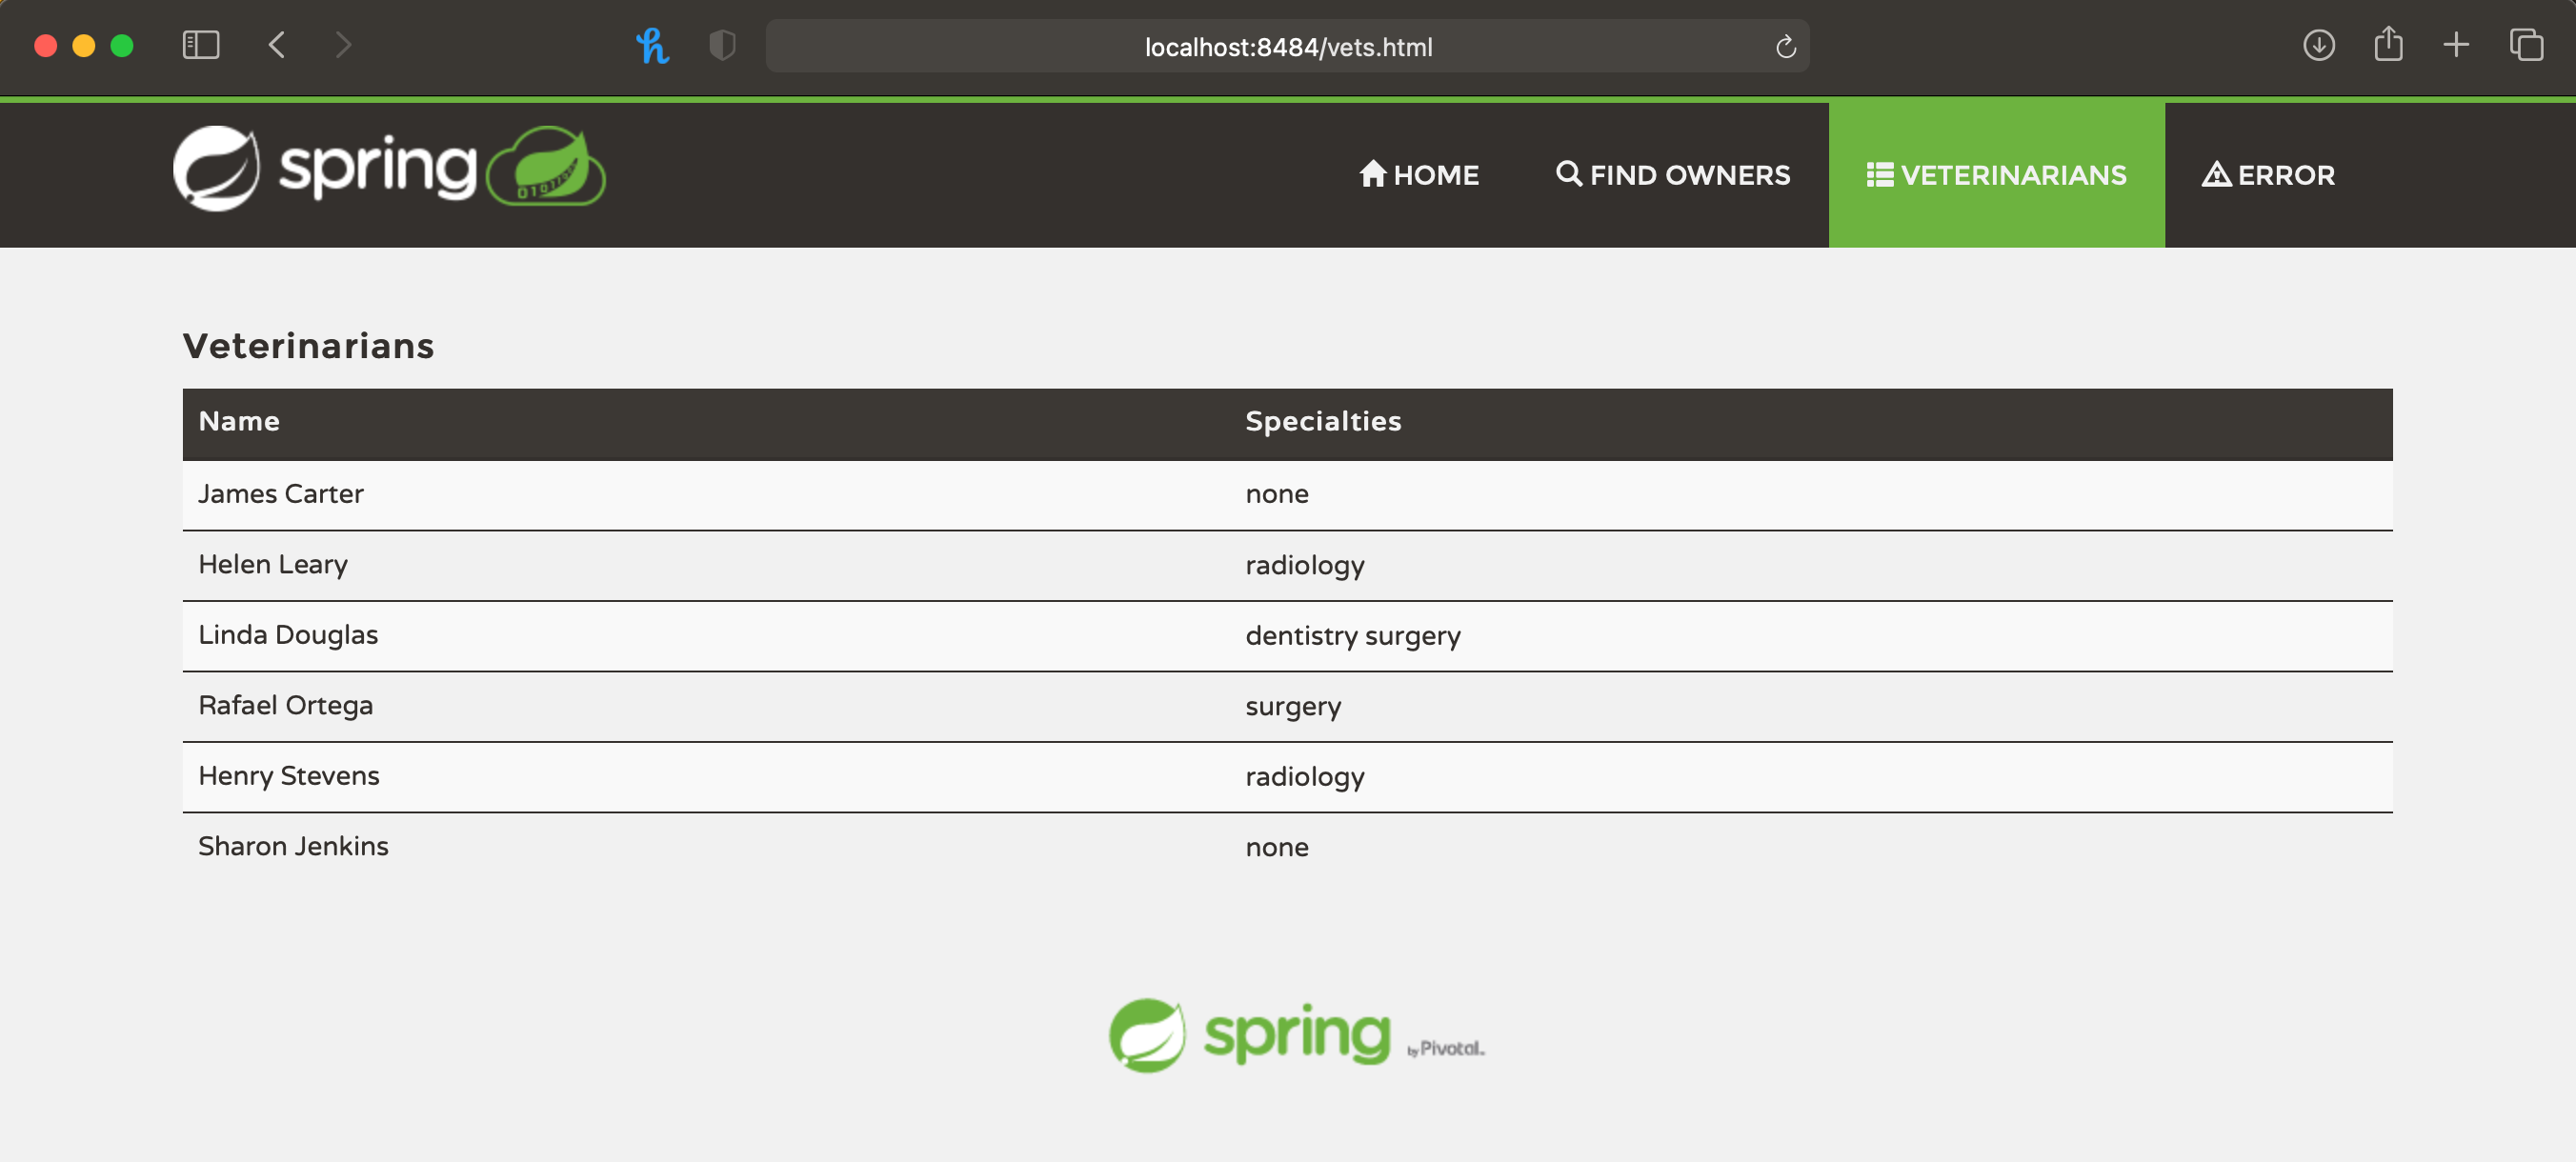 localhost:8484/vets.html
spring
HOME
FIND OWNERS
VETERINARIANS
ERROR
Veterinarians
Name Specialties
James Carter none
Helen Leary radiology
Linda Douglas dentistry surgery
Rafael Ortega surgery
Henry Stevens radiology
Sharon Jenkins none
spring by Pivotal